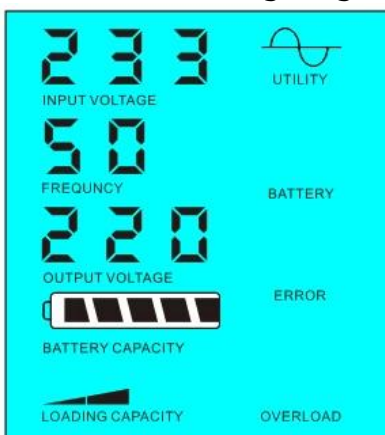 233
UTILITY
INPUT VOLTAGE
50
FREQUNCY
BATTERY
220
OUTPUT VOLTAGE
ERROR
BATTERY CAPACITY
LOADING CAPACITY
OVERLOAD